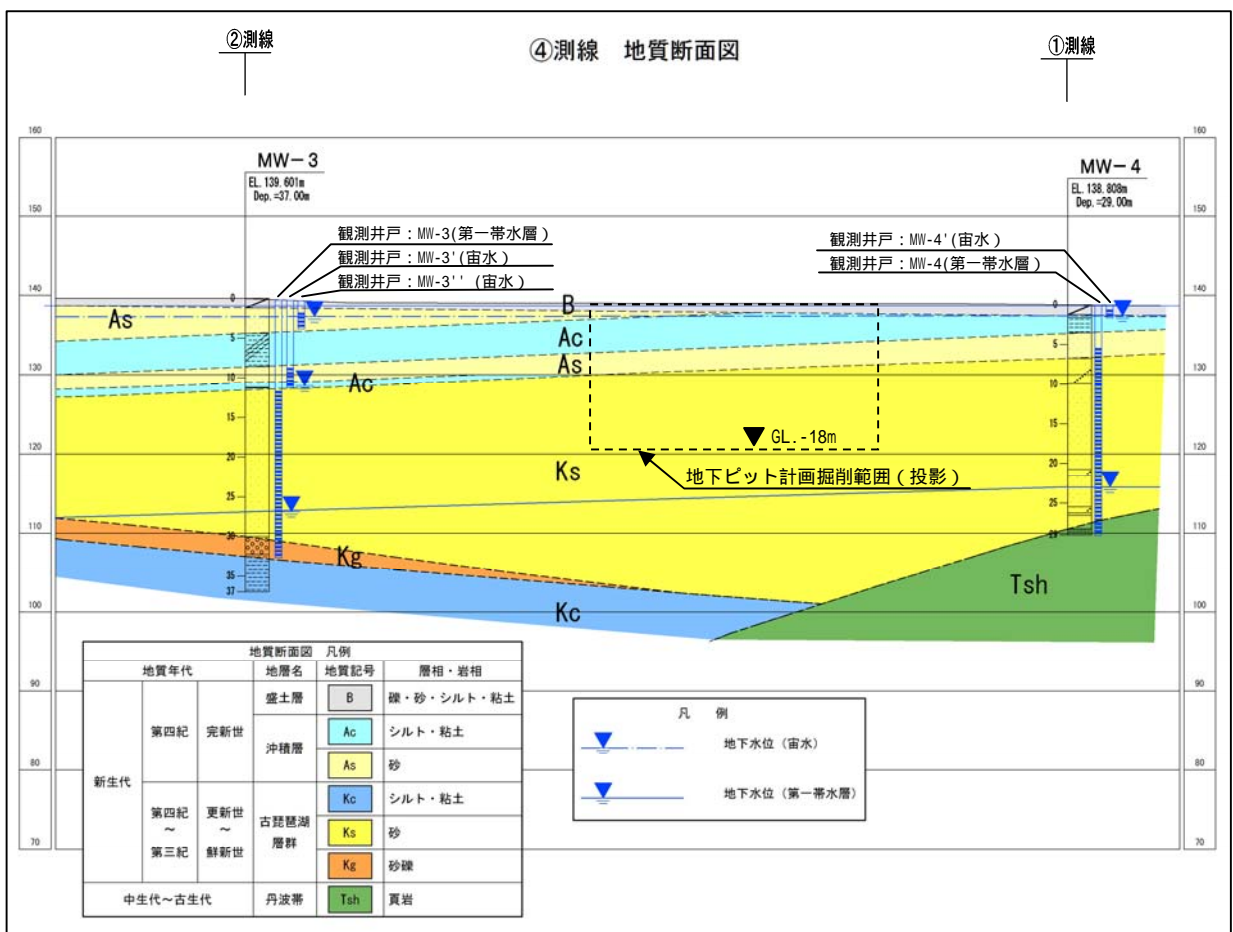 ②測線
④測線 地質断面図
①測線
160
160
MW-3
EL. 139.601m
Dep.=37.00m
MW-4
EL. 138.808m
Dep.=29.00m
150
150
観測井戸：MW-3(第一帯水層)
観測井戸：MW-3'(宙水)
観測井戸：MW-3''(宙水)
観測井戸：MW-4'(宙水)
観測井戸：MW-4(第一帯水層)
140
140
0
B
0
As
5
Ac
5
As
130
10
Ac
10
130
15
15
GL.-18m
120
20
Ks
地下ピット計画掘削範囲（投影）
20
120
25
25
110
30
Kg
29
110
35
37
Tsh
100
Kc
100
地質断面図 凡例
地質年代 地層名 地質記号 層相・岩相
新生代 第四紀 完新世 盛土層 B 礫・砂・シルト・粘土
沖積層 Ac シルト・粘土
As 砂
第四紀～第三紀 更新世～鮮新世 古琵琶湖層群 Kc シルト・粘土
Ks 砂
Kg 砂礫
中生代～古生代 丹波帯 Tsh 頁岩
90
90
凡 例
地下水位（宙水）
地下水位（第一帯水層）
80
80
70
70